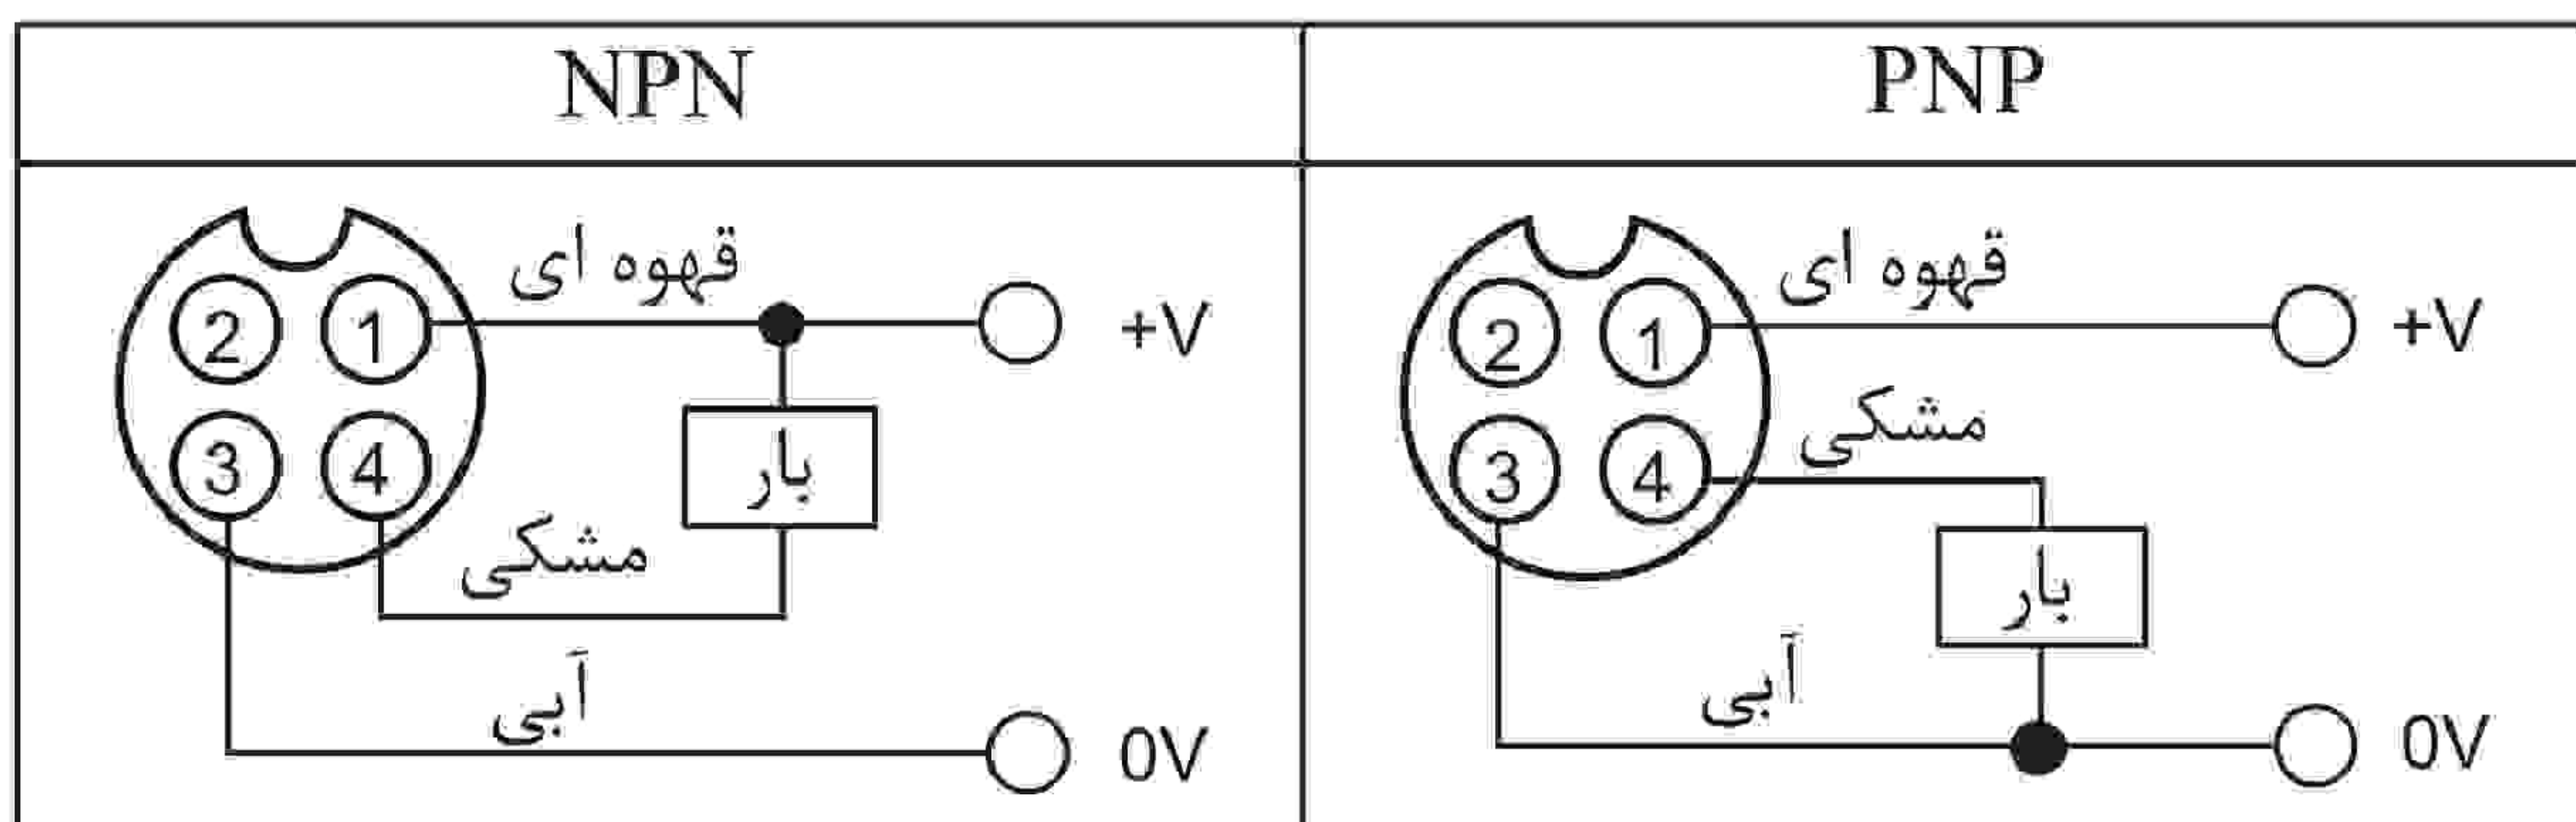 NPN
PNP
قهوه ای
2 1
+V
بار
3 4
مشکی
آبی
0V
قهوه ای
2 1
+V
مشکی
3 4
بار
آبی
0V